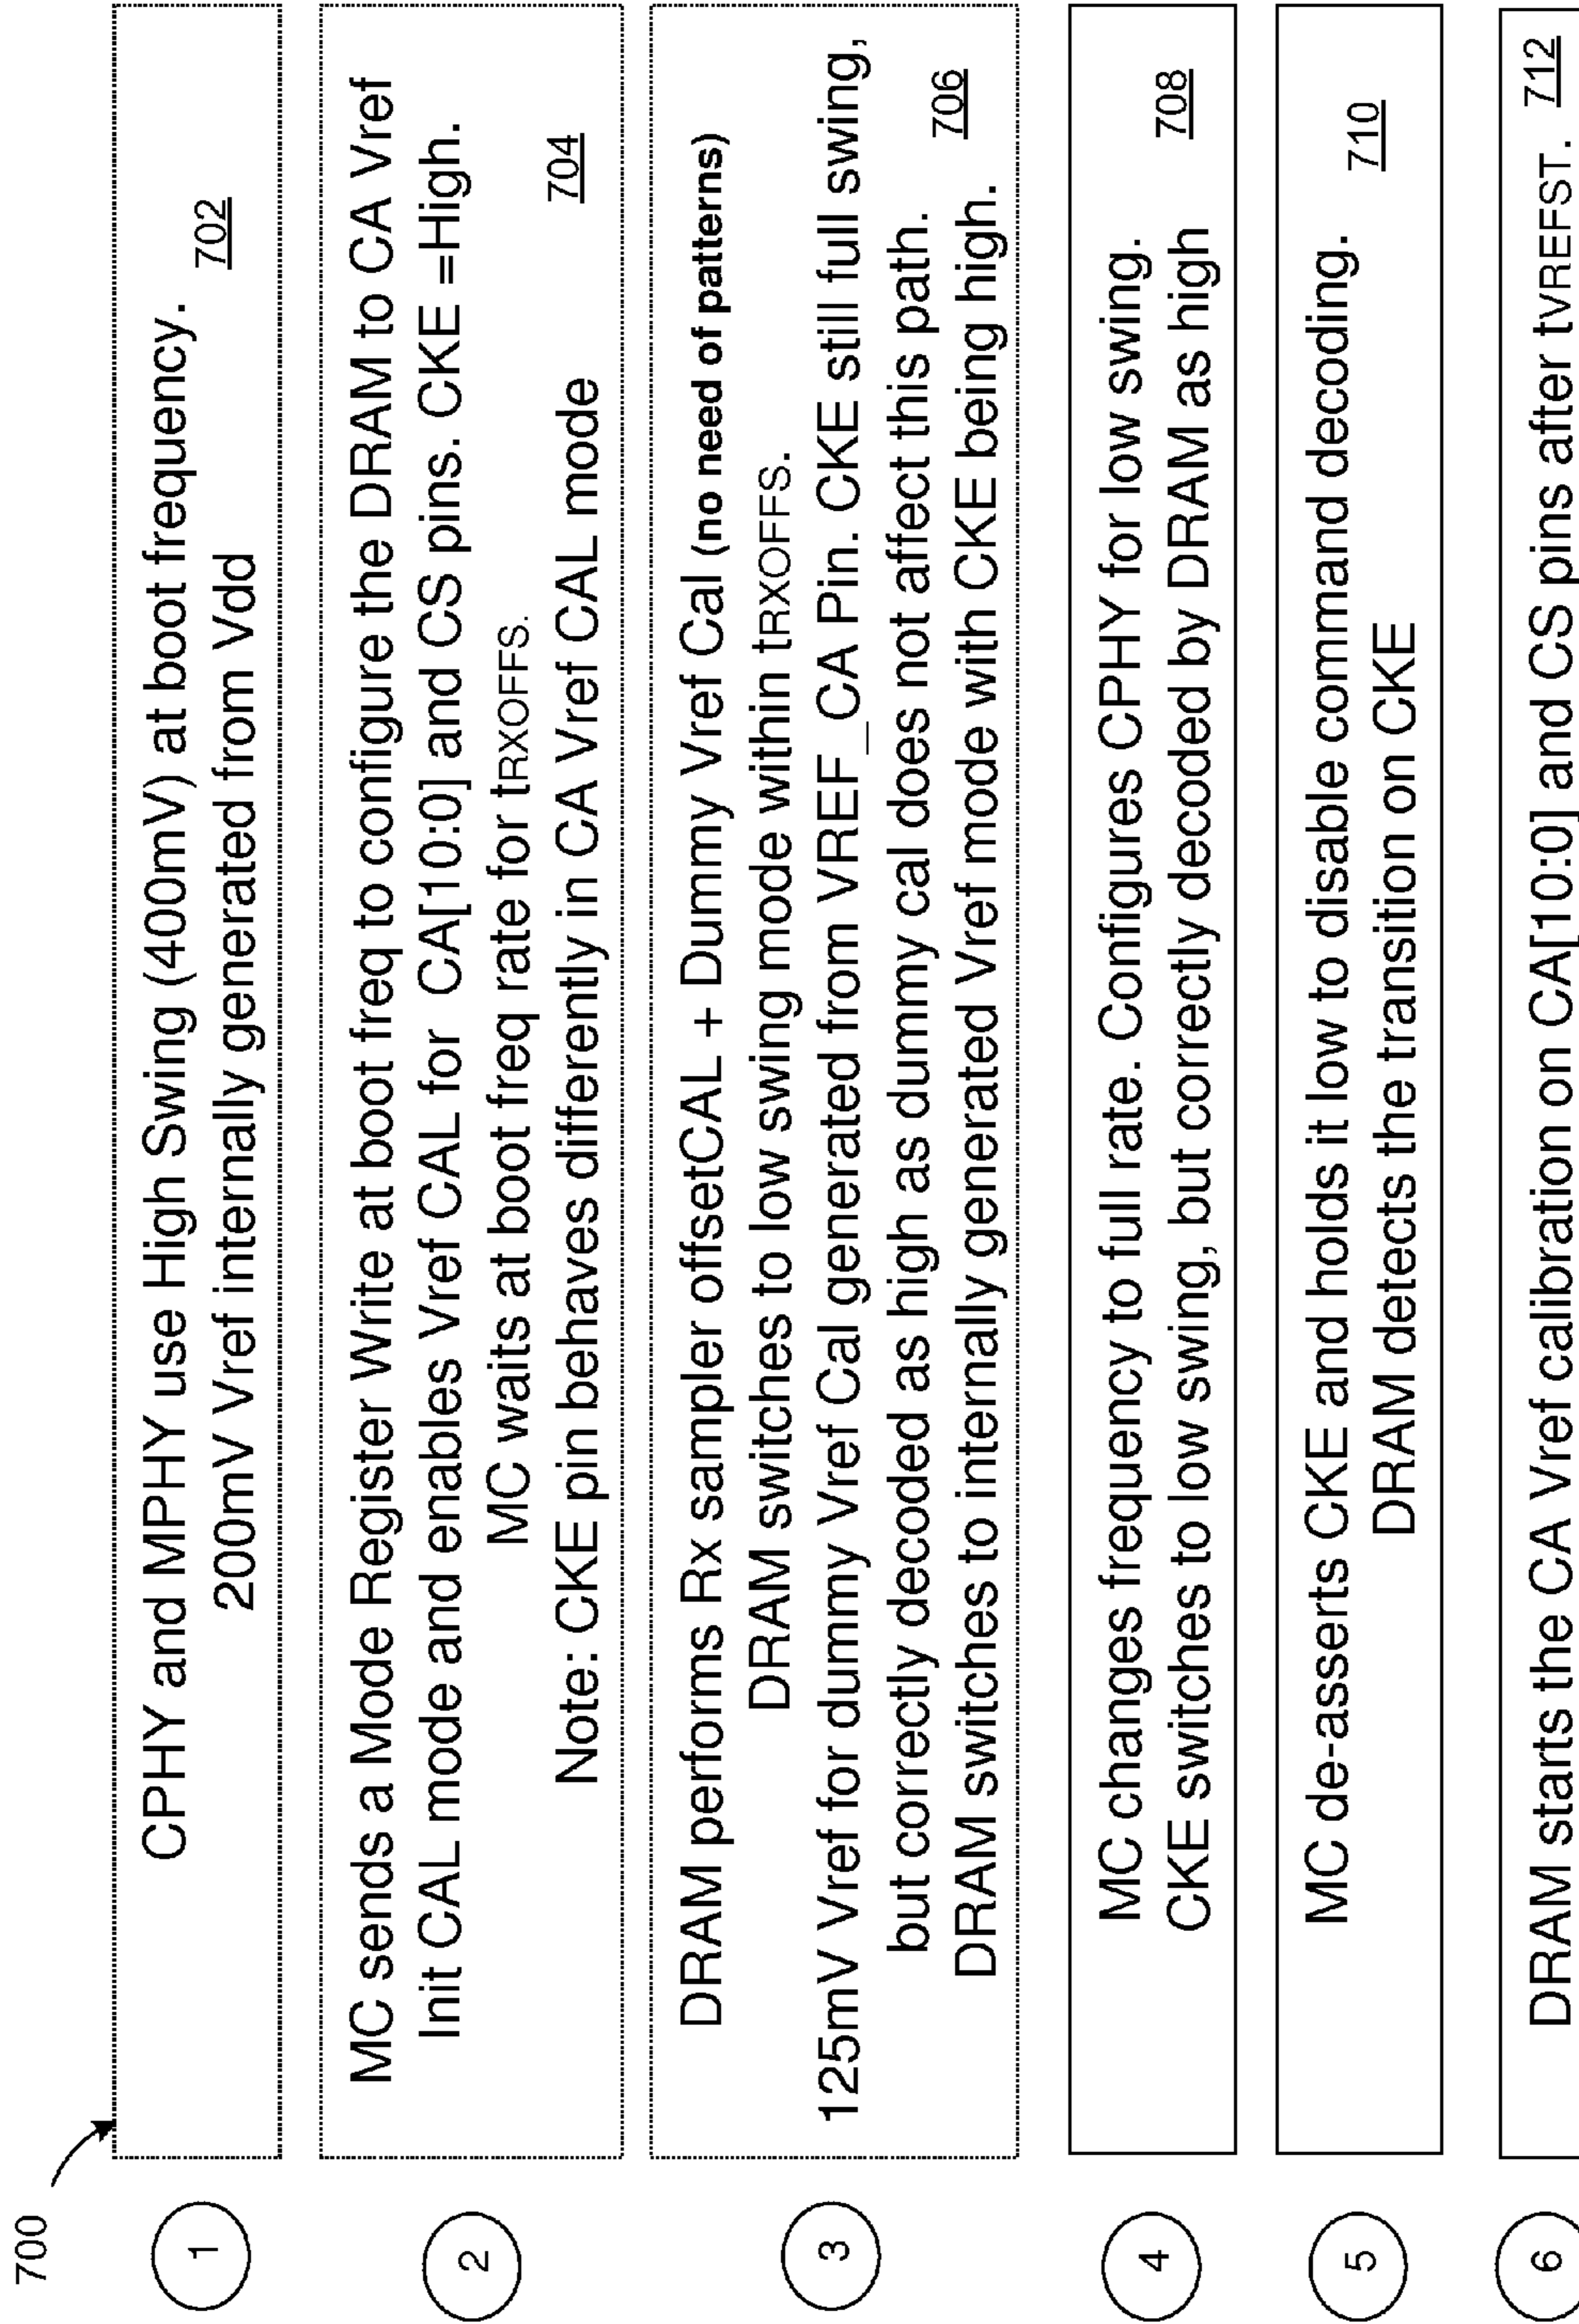 700
1
CPHY and MPHY use High Swing (400mV) at boot frequency.
200mV Vref internally generated from Vdd
702
2
MC sends a Mode Register Write at boot freq to configure the DRAM to CA Vref
Init CAL mode and enables Vref CAL for CA[10:0] and CS pins. CKE =High.
MC waits at boot freq rate for tRXOFFS.
Note: CKE pin behaves differently in CA Vref CAL mode
704
3
DRAM performs Rx sampler offsetCAL + Dummy Vref Cal (no need of patterns)
DRAM switches to low swing mode within tRXOFFS.
125mV Vref for dummy Vref Cal generated from VREF_CA Pin. CKE still full swing,
but correctly decoded as high as dummy cal does not affect this path.
DRAM switches to internally generated Vref mode with CKE being high.
706
4
MC changes frequency to full rate. Configures CPHY for low swing.
CKE switches to low swing, but correctly decoded by DRAM as high
708
5
MC de-asserts CKE and holds it low to disable command decoding.
DRAM detects the transition on CKE
710
6
DRAM starts the CA Vref calibration on CA[10:0] and CS pins after tVREFST.
712